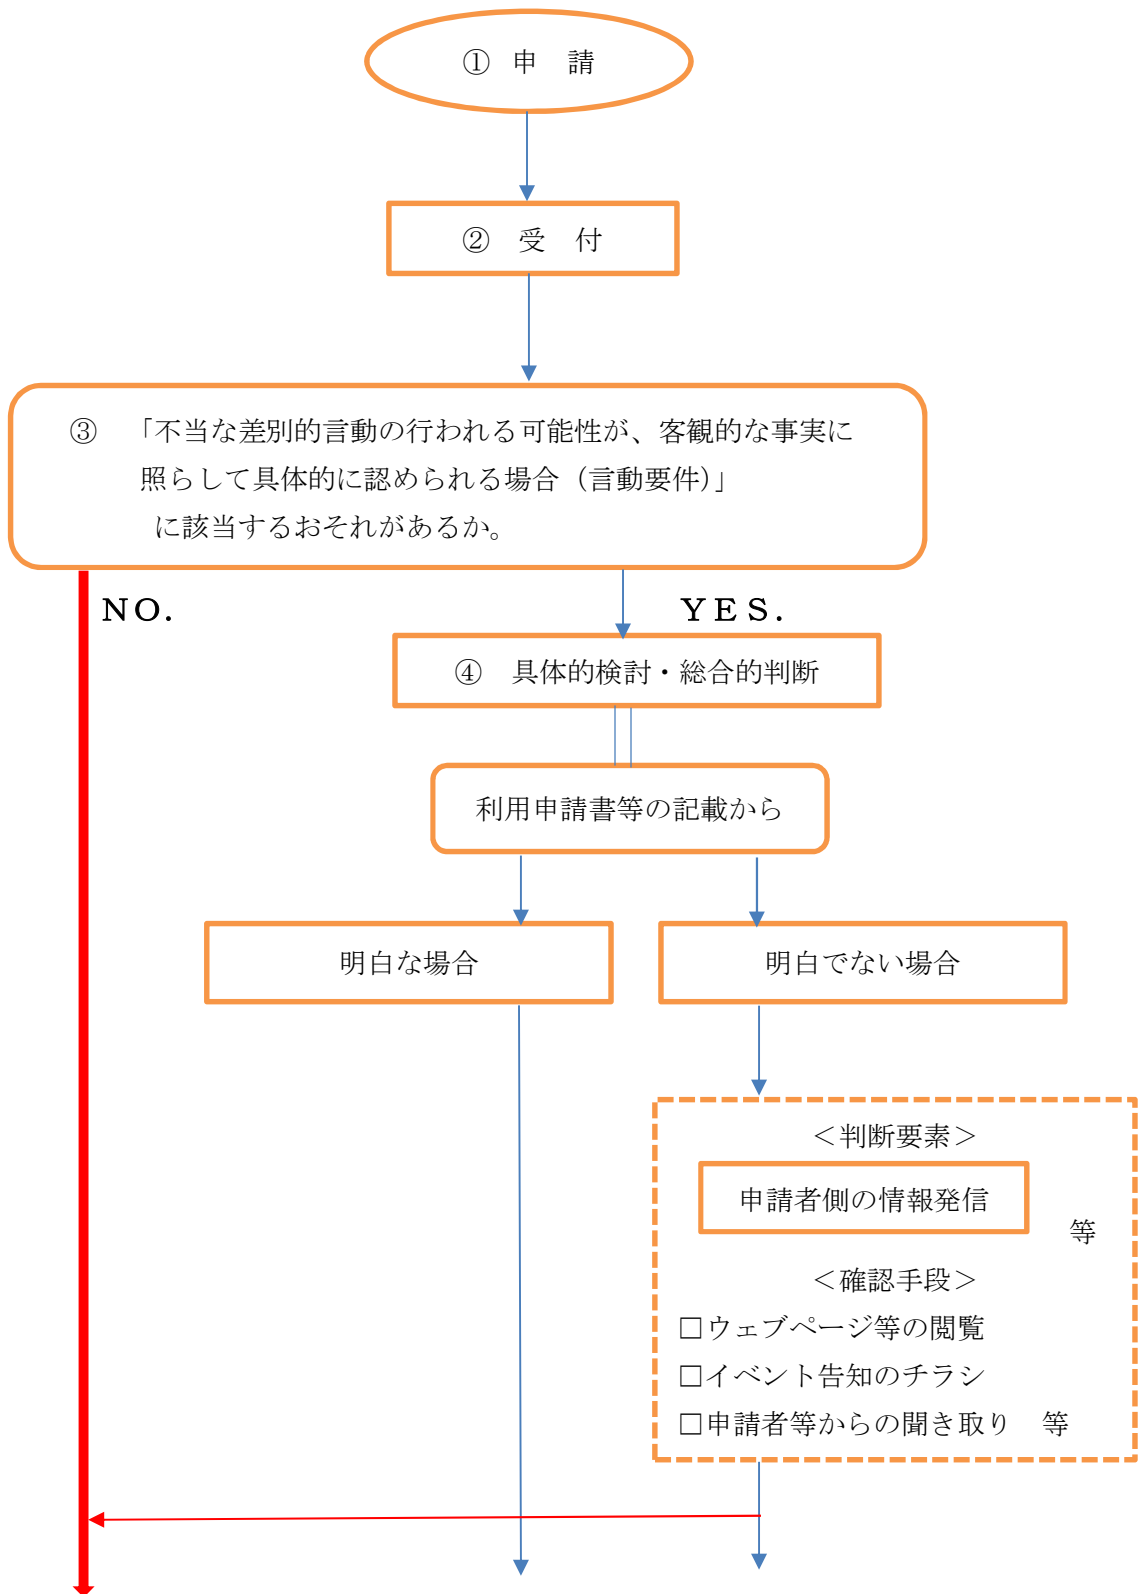 ① 申　請
②　受　付
③　「不当な差別的言動の行われる可能性が、客観的な事実に
照らして具体的に認められる場合（言動要件）」
に該当するおそれがあるか。
NO.
YES.
④　具体的検討・総合的判断
利用申請書等の記載から
明白な場合
明白でない場合
＜判断要素＞
申請者側の情報発信
等
＜確認手段＞
□ウェブページ等の閲覧
□イベント告知のチラシ
□申請者等からの聞き取り　等